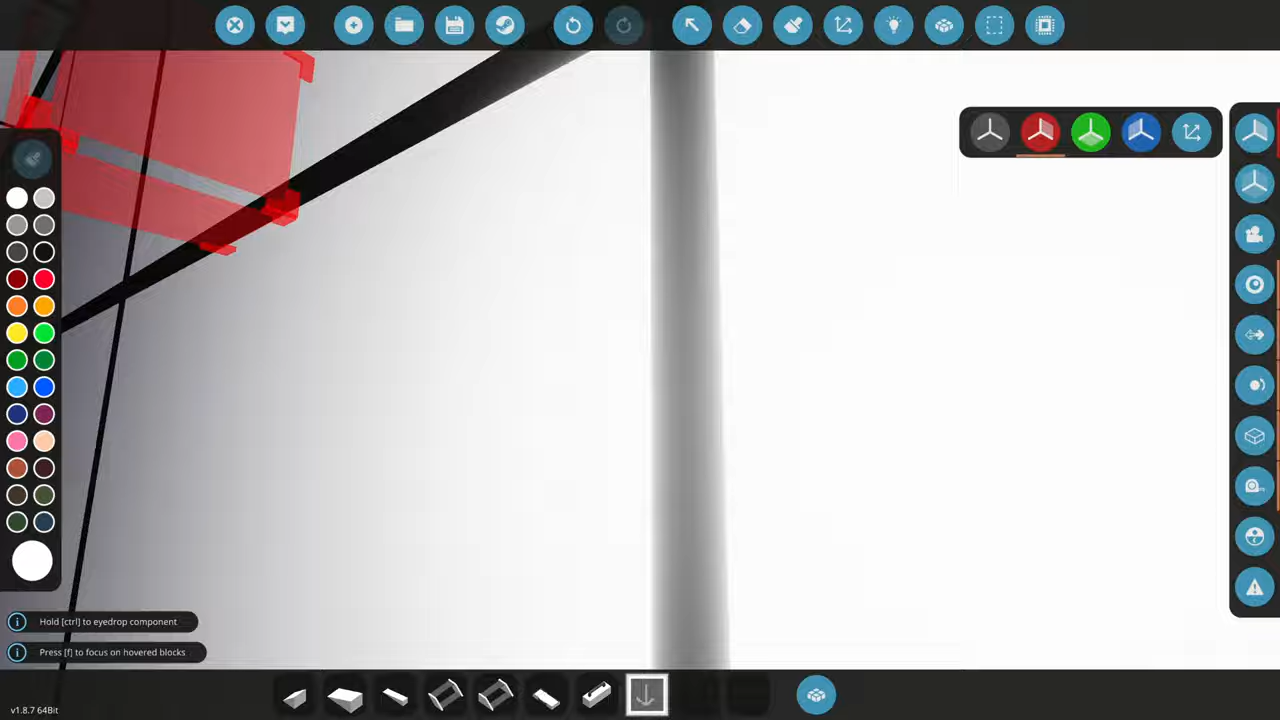 Hold [ctrl] to eyedrop component
Press [f] to focus on hovered blocks
v1.8.7 64Bit